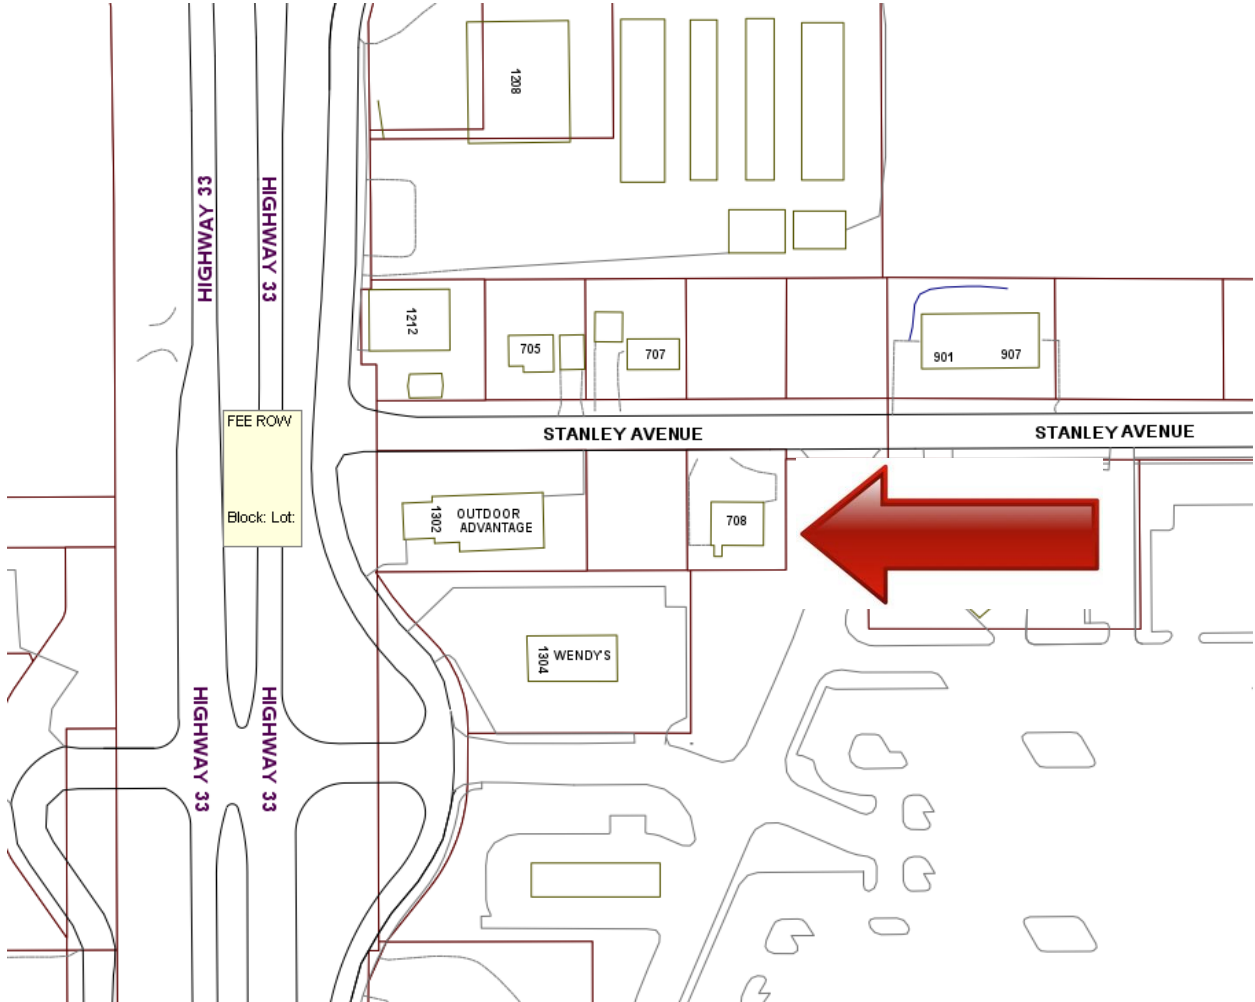 1208
HIGHWAY 33
HIGHWAY 33
1212
705
707
901
907
FEE ROW
STANLEY AVENUE
STANLEY AVENUE
Block: Lot:
1302
OUTDOOR
ADVANTAGE
708
1304
WENDY'S
HIGHWAY 33
HIGHWAY 33